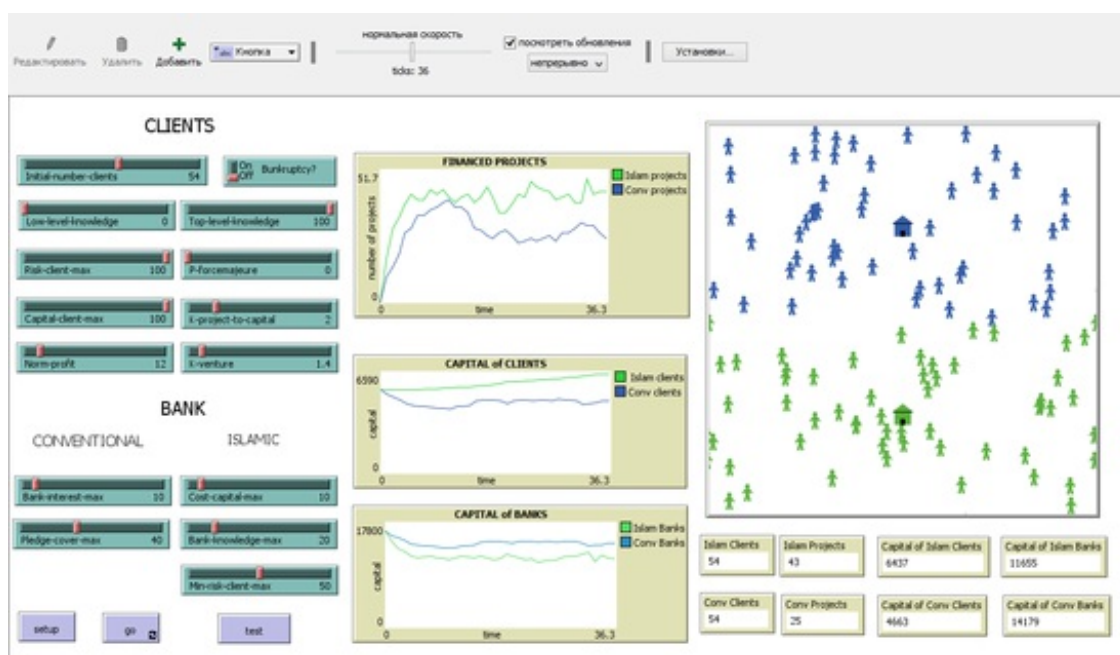 нормальная скорость
Редактировать Удалить Добавить Кнопка
ticks: 36
посмотреть обновления
непрерывно
Установки...
CLIENTS
Initial-number-clients 54
On
Off
Bunkruptcy?
Low-level-knowledge 0
Top-level-knowledge 100
Risk-client-max 100
P-forcemajeure 0
Capital-client-max 100
K-project-to-capital 2
Norm-profit 12
K-venture 1.4
BANK
CONVENTIONAL
ISLAMIC
Bank-interest-max 10
Cost-capital-max 10
Pledge-cover-max 40
Bank-knowledge-max 20
Min-risk-client-max 50
setup
go
test
FINANCED PROJECTS
51.7
number of projects
0
0
time
36.3
Islam projects
Conv projects
CAPITAL of CLIENTS
6590
capital
0
0
time
36.3
Islam clients
Conv clients
CAPITAL of BANKS
17800
capital
0
0
time
36.3
Islam Banks
Conv Banks
Islam Clients
54
Islam Projects
43
Capital of Islam Clients
6437
Capital of Islam Banks
11655
Conv Clients
54
Conv Projects
25
Capital of Conv Clients
4663
Capital of Conv Banks
14179